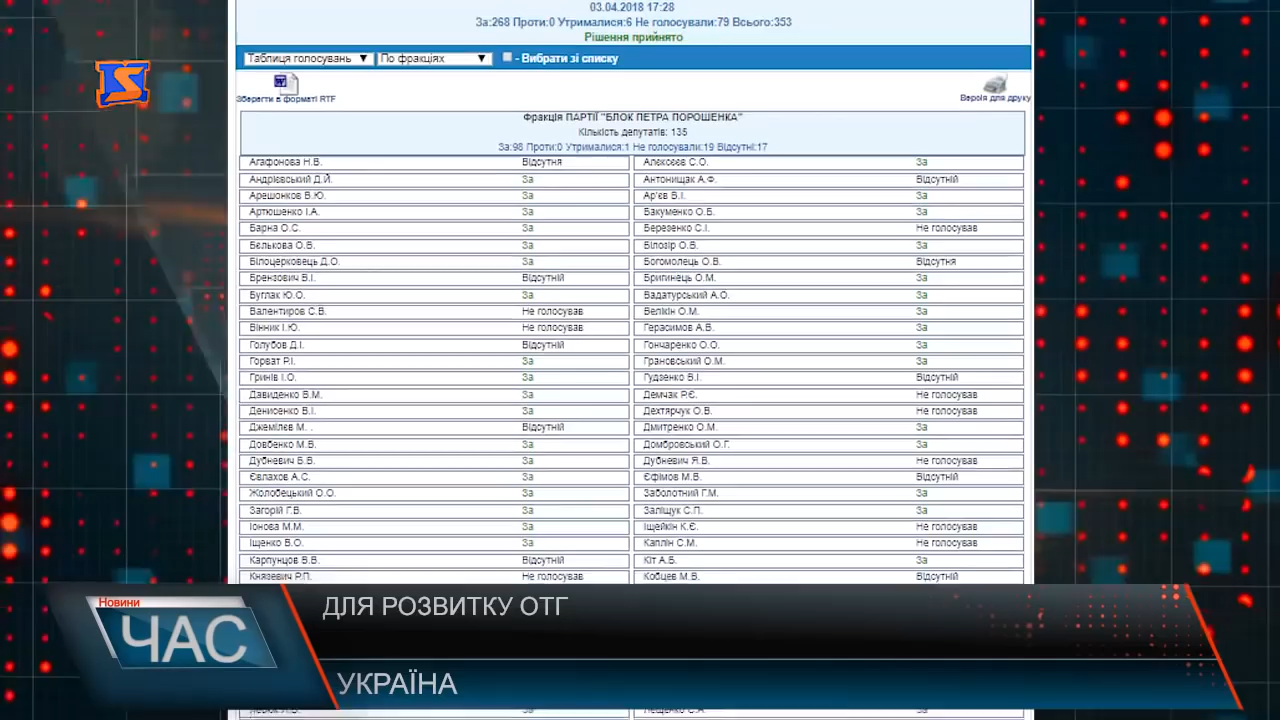 03.04.2018 17:28
За:268 Проти:0 Утрималися:6 Не голосували:79 Всього:353
Рішення прийнято
Таблиця голосувань По фракціях - Вибрати зі списку
Зберегти в форматі RTF Версія для друку
Фракція ПАРТІЇ "БЛОК ПЕТРА ПОРОШЕНКА"
Кількість депутатів: 135
За:98 Проти:0 Утрималися:1 Не голосували:19 Відсутні:17
Агафонова Н.В. Відсутня Алєксєєв С.О. За
Андрієвський Д.Й. За Антонищак А.Ф. Відсутній
Арешонков В.Ю. За Ар'єв В.І. За
Артюшенко І.А. За Бакуменко О.Б. За
Барна О.С. За Березенко С.І. Не голосував
Бєлькова О.В. За Білозір О.В. За
Білоцерковець Д.О. За Богомолець О.В. Відсутня
Брензович В.І. Відсутній Бригинець О.М. За
Буглак Ю.О. За Вадатурський А.О. За
Валентиров С.В. Не голосував Велікін О.М. За
Вінник І.Ю. Не голосував Герасимов А.В. За
Голубов Д.І. Відсутній Гончаренко О.О. За
Горват Р.І. За Грановський О.М. За
Гринів І.О. За Гудзенко В.І. Відсутній
Давиденко В.М. За Демчак Р.Є. Не голосував
Денисенко В.І. За Дехтярчук О.В. Не голосував
Джемілєв М. . Відсутній Дмитренко О.М. За
Довбенко М.В. За Домбровський О.Г. За
Дубневич Б.В. За Дубневич Я.В. Не голосував
Євлахов А.С. За Єфімов М.В. Відсутній
Жолобецький О.О. За Заболотний Г.М. За
Загорій Г.В. За Заліщук С.П. За
Іонова М.М. За Іщейкін К.Є. Не голосував
Іщенко В.О. За Каплін С.М. Не голосував
Карпунцов В.В. Відсутній Кіт А.Б. За
Князевич Р.П. Не голосував Кобцев М.В. Відсутній
Новини
ЧАС
ДЛЯ РОЗВИТКУ ОТГ
УКРАЇНА
За За